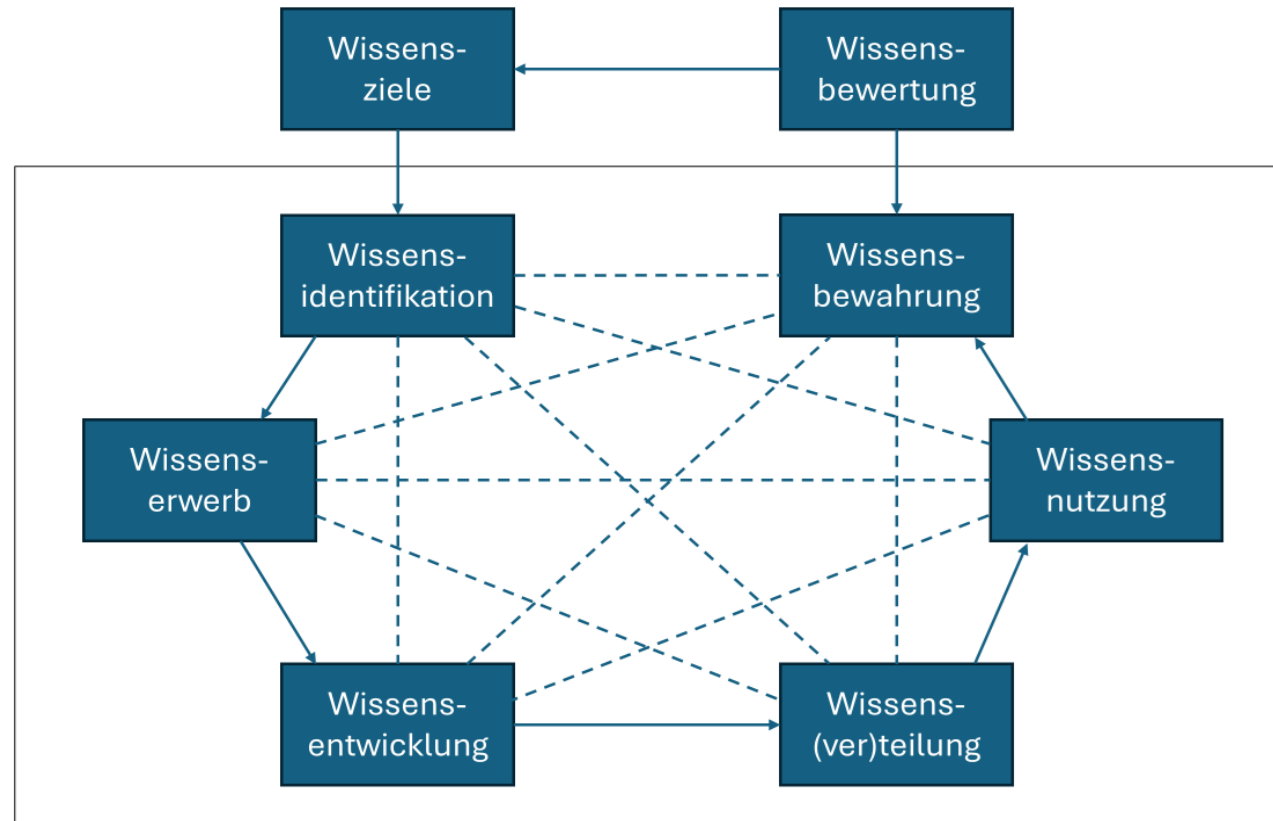 Wissens-
ziele
Wissens-
bewertung
Wissens-
identifikation
Wissens-
bewahrung
Wissens-
erwerb
Wissens-
nutzung
Wissens-
entwicklung
Wissens-
(ver)teilung